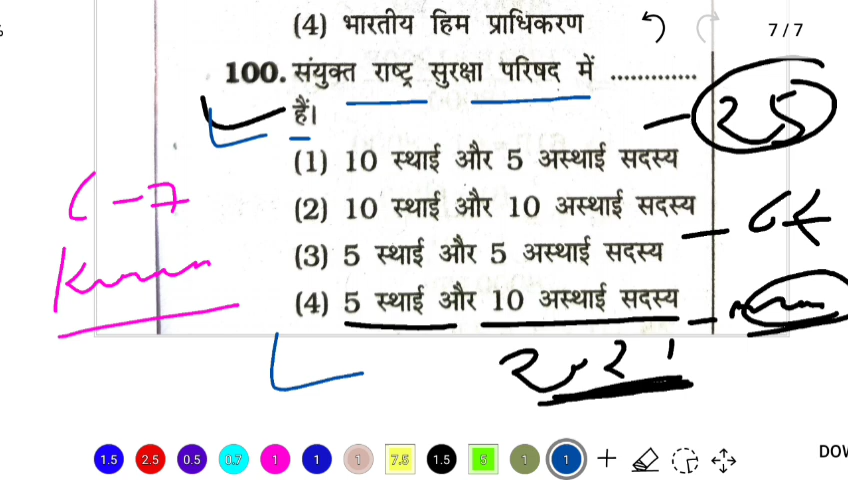 (4) भारतीय हिम प्राधिकरण
7 / 7
100. संयुक्त राष्ट्र सुरक्षा परिषद में .............
हैं।
25
(1) 10 स्थाई और 5 अस्थाई सदस्य
(2) 10 स्थाई और 10 अस्थाई सदस्य
(3) 5 स्थाई और 5 अस्थाई सदस्य
(4) 5 स्थाई और 10 अस्थाई सदस्य
1.5 2.5 0.5 0.7 1 1 1 7.5 1.5 5 1 1